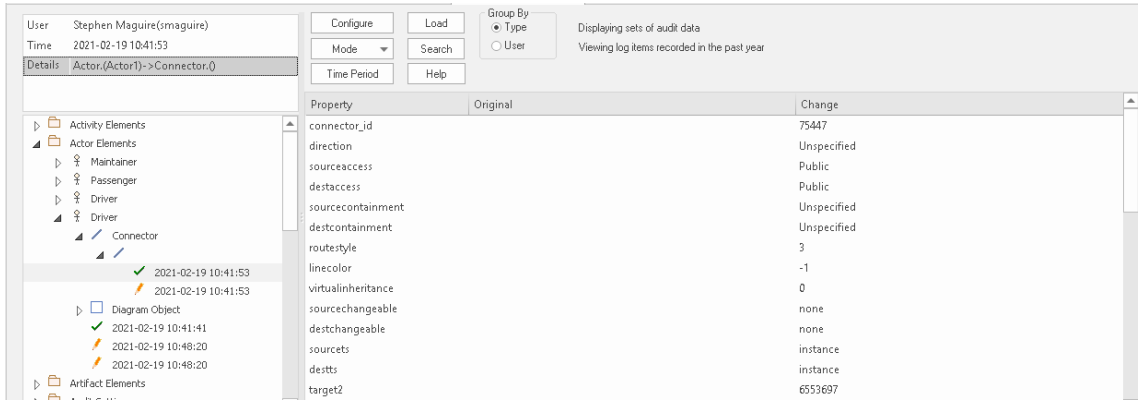 User Stephen Maguire(smaguire)
Time 2021-02-19 10:41:53
Details Actor.(Actor1)->Connector.()
Configure Load
Mode Search
Time Period Help
Group By
Type
User
Displaying sets of audit data
Viewing log items recorded in the past year
Activity Elements
Actor Elements
Maintainer
Passenger
Driver
Driver
Connector
2021-02-19 10:41:53
2021-02-19 10:41:53
Diagram Object
2021-02-19 10:41:41
2021-02-19 10:48:20
2021-02-19 10:48:20
Artifact Elements
Property Original Change
connector_id 75447
direction Unspecified
sourceaccess Public
destaccess Public
sourcecontainment Unspecified
destcontainment Unspecified
routestyle 3
linecolor -1
virtualinheritance 0
sourcechangeable none
destchangeable none
sourcets instance
destts instance
target2 6553697